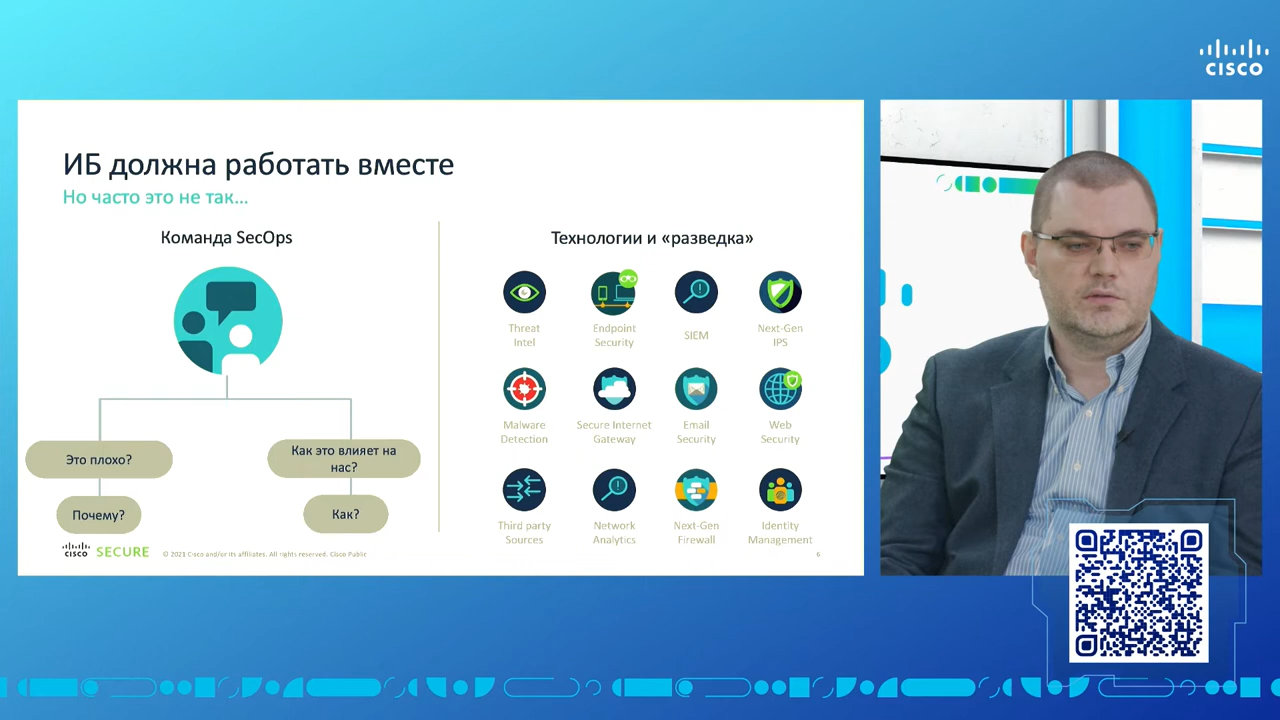 CISCO
ИБ должна работать вместе
Но часто это не так...
Команда SecOps
Это плохо?
Почему?
Как это влияет на
нас?
Как?
Технологии и «разведка»
Threat
Intel
Endpoint
Security
SIEM
Next-Gen
IPS
Malware
Detection
Secure Internet
Gateway
Email
Security
Web
Security
Third party
Sources
Network
Analytics
Next-Gen
Firewall
Identity
Management
CISCO SECURE
© 2021 Cisco and/or its affiliates. All rights reserved. Cisco Public
6